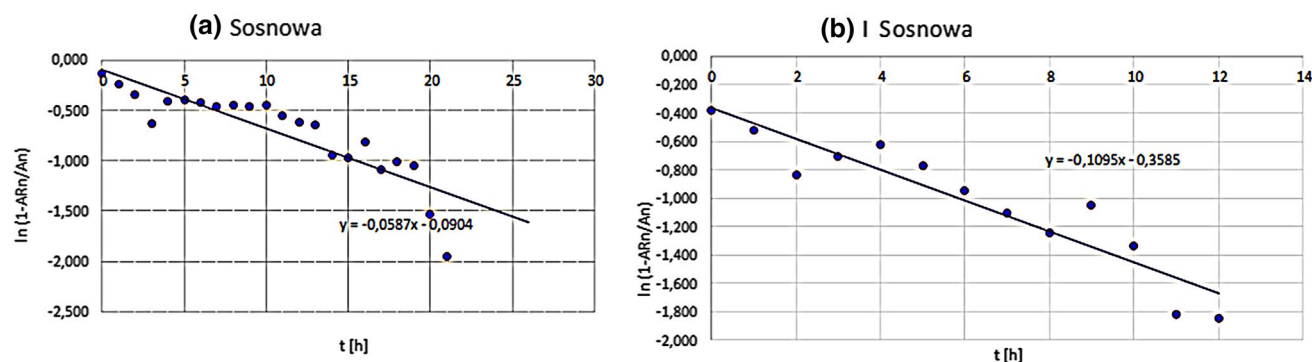 (a) Sosnowa
ln (1-ARn/An)
0,000
-0,500
-1,000
-1,500
-2,000
-2,500
0 5 10 15 20 25 30
y = -0,0587x - 0,0904
t [h]
(b) I Sosnowa
ln (1-ARn/An)
0,000
-0,200
-0,400
-0,600
-0,800
-1,000
-1,200
-1,400
-1,600
-1,800
-2,000
0 2 4 6 8 10 12 14
y = -0,1095x - 0,3585
t [h]